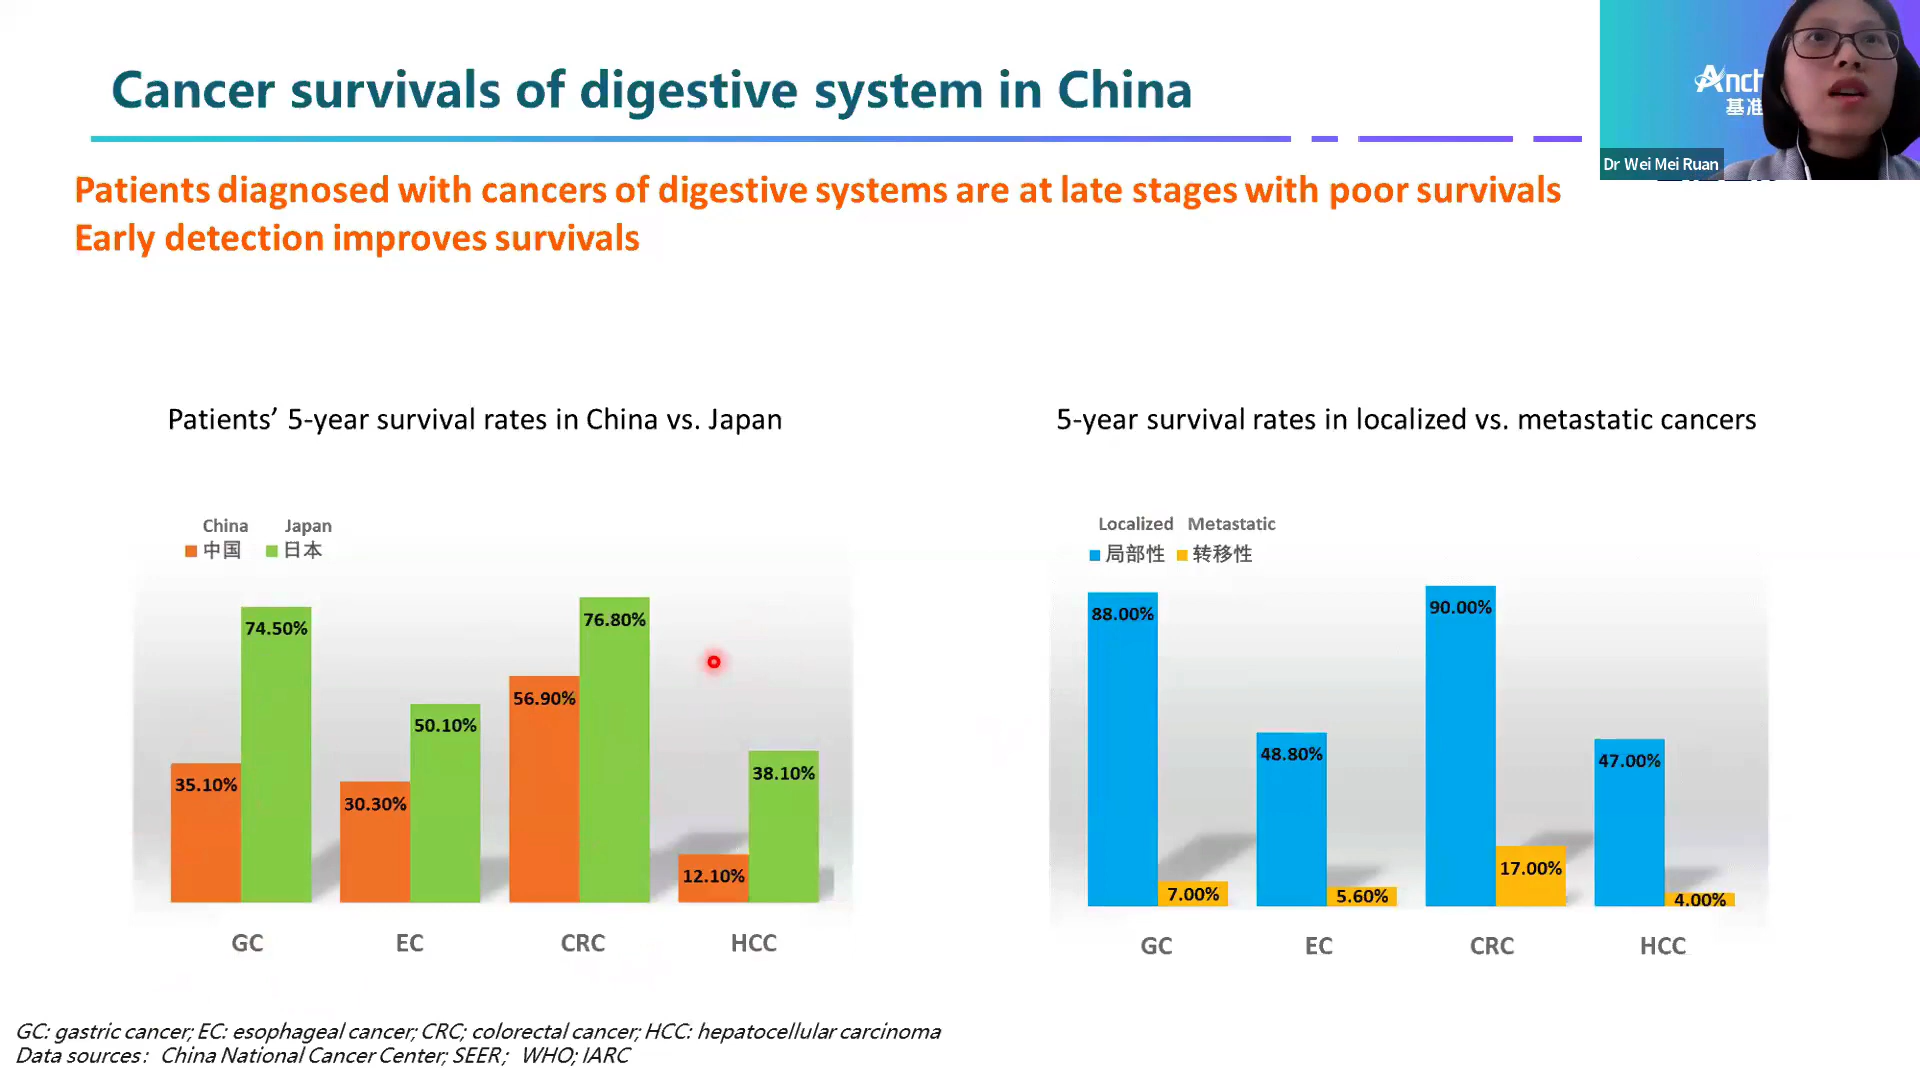 Cancer survivals of digestive system in China
Anch
基准
Dr Wei Mei Ruan
Patients diagnosed with cancers of digestive systems are at late stages with poor survivals
Early detection improves survivals
Patients’ 5-year survival rates in China vs. Japan
China Japan
中国 日本
74.50%
76.80%
56.90%
50.10%
35.10%
30.30%
38.10%
12.10%
GC EC CRC HCC
5-year survival rates in localized vs. metastatic cancers
Localized Metastatic
局部性 转移性
88.00%
90.00%
48.80%
47.00%
17.00%
7.00%
5.60%
4.00%
GC EC CRC HCC
GC: gastric cancer; EC: esophageal cancer; CRC; colorectal cancer; HCC: hepatocellular carcinoma
Data sources：China National Cancer Center; SEER；WHO; IARC